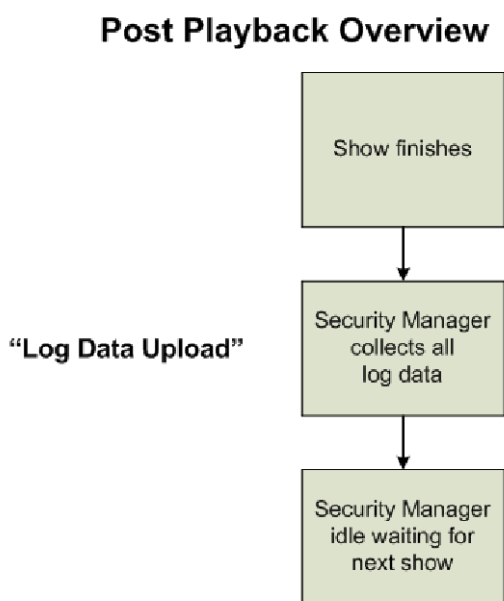 Post Playback Overview
Show finishes
“Log Data Upload”
Security Manager
collects all
log data
Security Manager
idle waiting for
next show